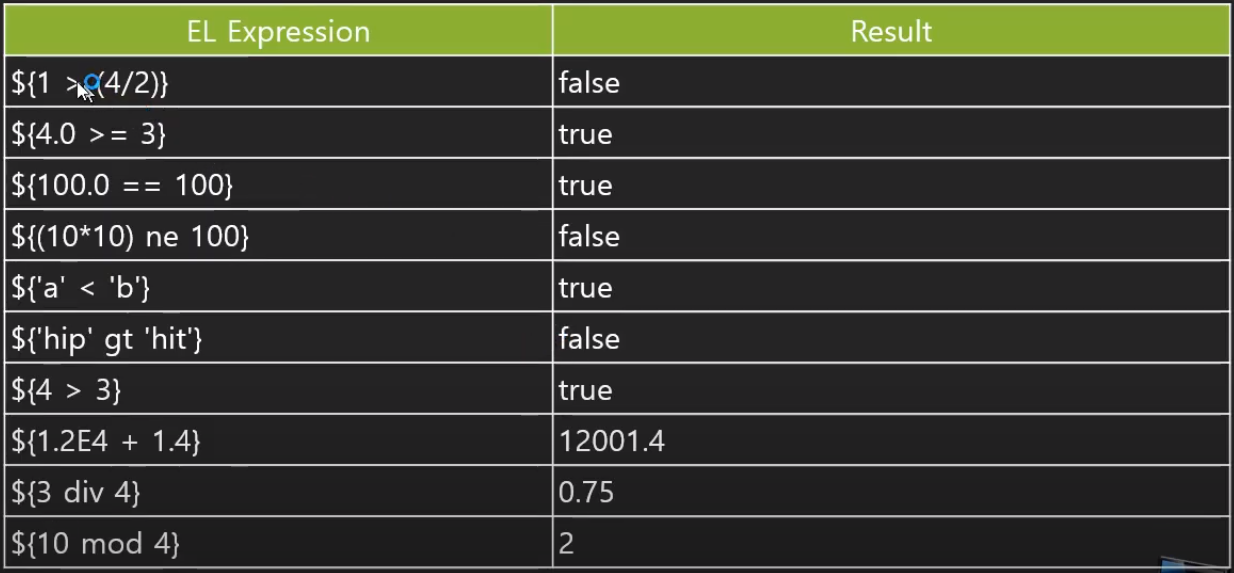 EL Expression Result
${1 > (4/2)} false
${4.0 >= 3} true
${100.0 == 100} true
${(10*10) ne 100} false
${'a' < 'b'} true
${'hip' gt 'hit'} false
${4 > 3} true
${1.2E4 + 1.4} 12001.4
${3 div 4} 0.75
${10 mod 4} 2